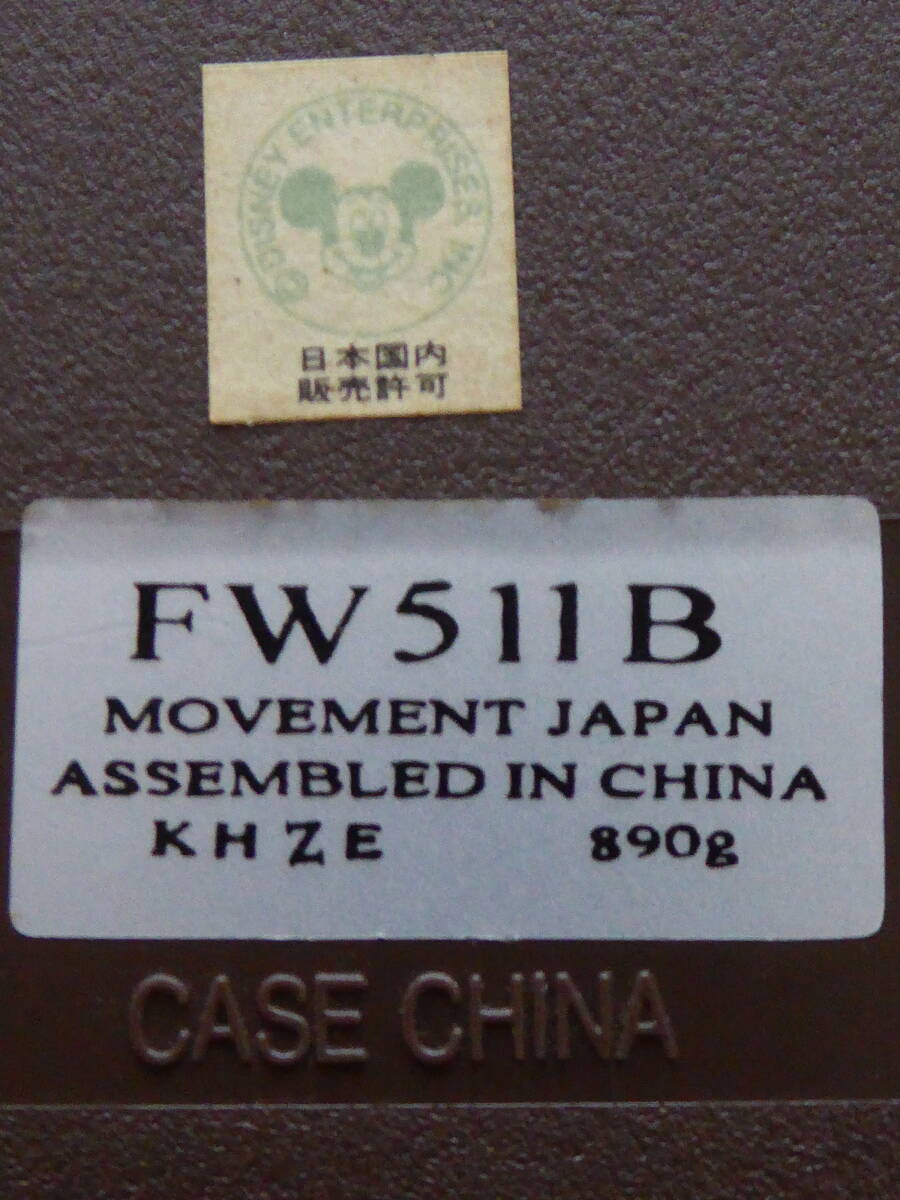 ©DISNEY ENTERPRISES INC
日本国内
販売許可
FW511B
MOVEMENT JAPAN
ASSEMBLED IN CHINA
KHZE 890g
CASE CHINA